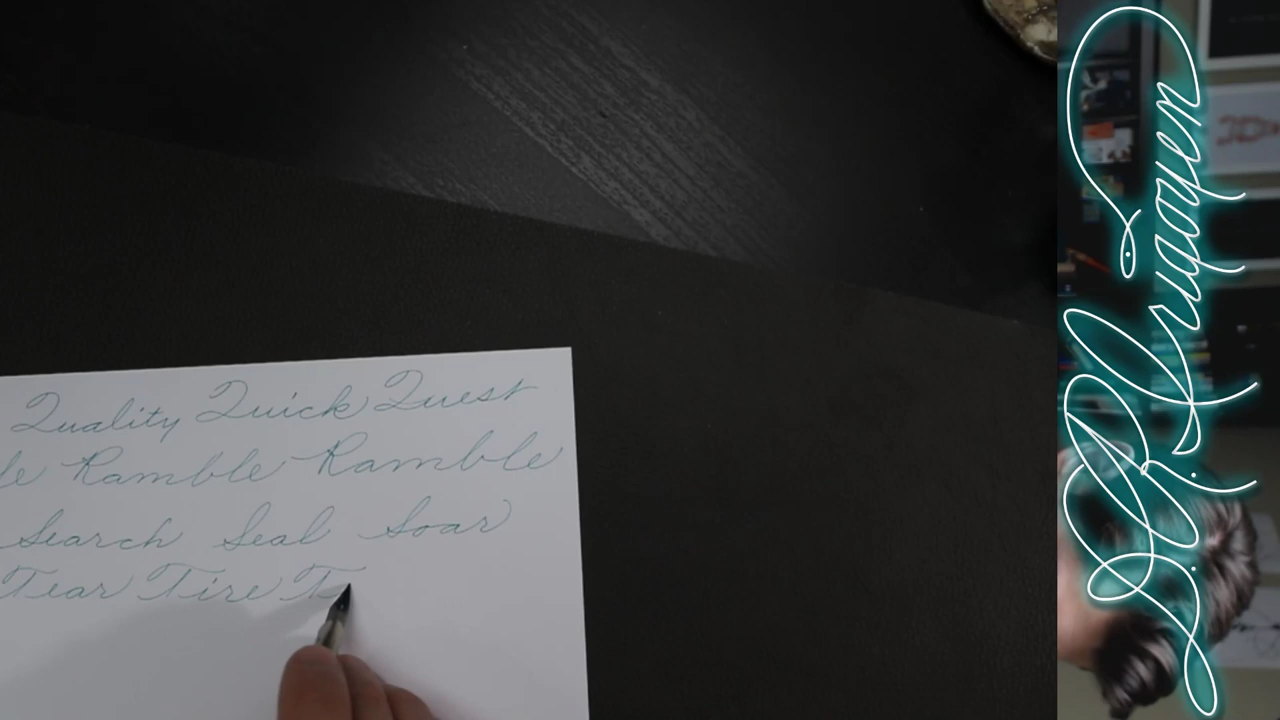 Quality Quick Quest
Ramble Ramble
Search Seal Soar
Tear Tire T